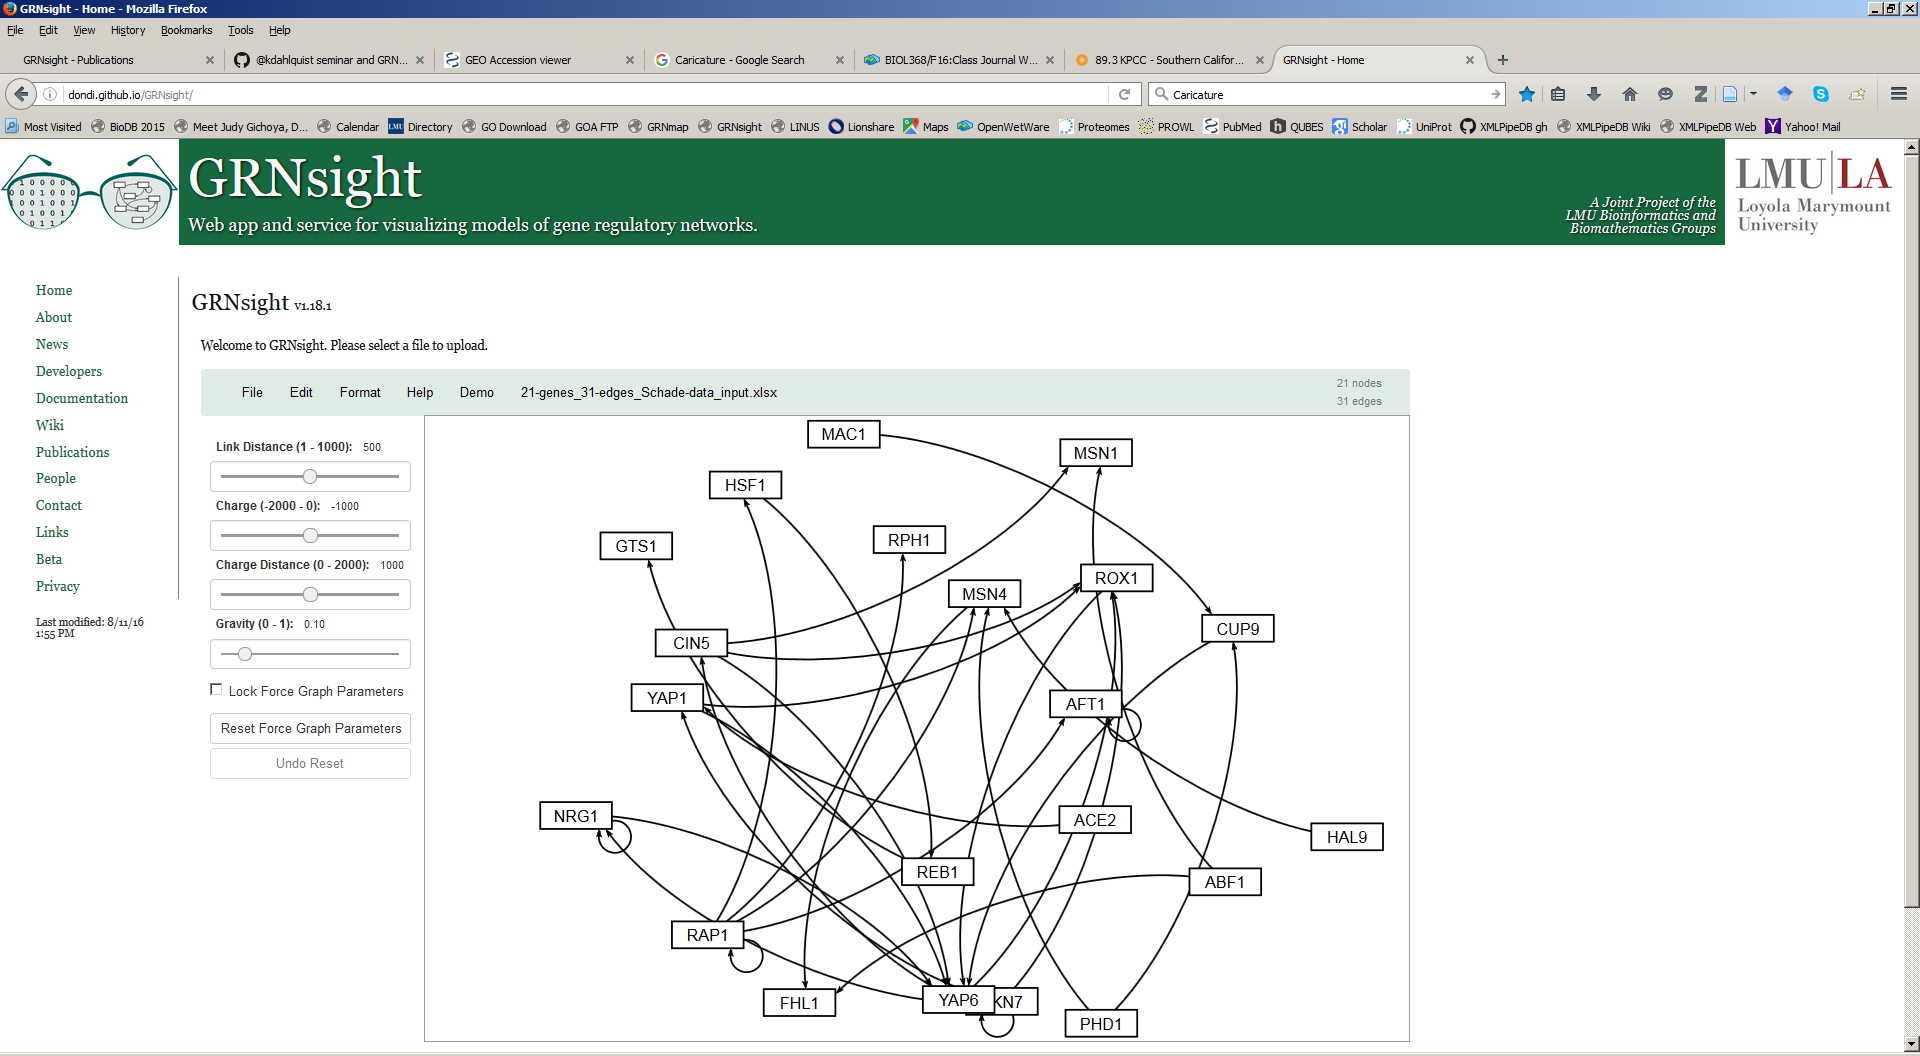 GRNsight - Home - Mozilla Firefox
File Edit View History Bookmarks Tools Help
GRNsight - Publications
@kdahlquist seminar and GRN...
GEO Accession viewer
Caricature - Google Search
BIOL368/F16:Class Journal W...
89.3 KPCC - Southern Califor...
GRNsight - Home
dondi.github.io/GRNsight/
Caricature
Most Visited BioDB 2015 Meet Judy Gichoya, D... Calendar LMU Directory GO Download GOA FTP GRNmap GRNsight LINUS Lionshare Maps OpenWetWare Proteomes PROWL PubMed QUBES Scholar UniProt XMLPipeDB gh XMLPipeDB Wiki XMLPipeDB Web Yahoo! Mail
GRNsight
Web app and service for visualizing models of gene regulatory networks.
A Joint Project of the
LMU Bioinformatics and
Biomathematics Groups
LMU|LA
Loyola Marymount
University
Home
About
News
Developers
Documentation
Wiki
Publications
People
Contact
Links
Beta
Privacy
Last modified: 8/11/16
1:55 PM
GRNsight v1.18.1
Welcome to GRNsight. Please select a file to upload.
File Edit Format Help Demo 21-genes_31-edges_Schade-data_input.xlsx
21 nodes
31 edges
Link Distance (1 - 1000): 500
Charge (-2000 - 0): -1000
Charge Distance (0 - 2000): 1000
Gravity (0 - 1): 0.10
Lock Force Graph Parameters
Reset Force Graph Parameters
Undo Reset
MAC1
MSN1
HSF1
RPH1
GTS1
ROX1
MSN4
CUP9
CIN5
YAP1
AFT1
NRG1
ACE2
HAL9
REB1
ABF1
RAP1
FHL1
YAP6
KN7
PHD1